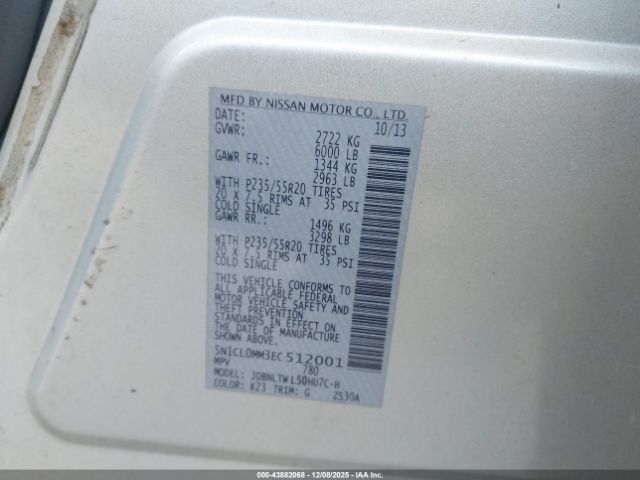 MFD BY NISSAN MOTOR CO., LTD.
DATE: 10/13
GVWR: 2722 KG
6000 LB
GAWR FR.: 1344 KG
2963 LB
WITH P235/55R20 TIRES
20 X 7.5 RIMS AT 35 PSI
COLD SINGLE
GAWR RR.: 1496 KG
3298 LB
WITH P235/55R20 TIRES
20 X 7.5 RIMS AT 35 PSI
COLD SINGLE
THIS VEHICLE CONFORMS TO
ALL APPLICABLE FEDERAL
MOTOR VEHICLE SAFETY AND
THEFT PREVENTION
STANDARDS IN EFFECT ON
THE DATE OF MANUFACTURE
SHOWN ABOVE.
5N1CL0MM3EC512001
MPV /80
MODEL: JDBNLTW L50HU7C-H
COLOR: K23 TRIM: G ZS30A
000-43882068 - 12/08/2025 - IAA Inc.